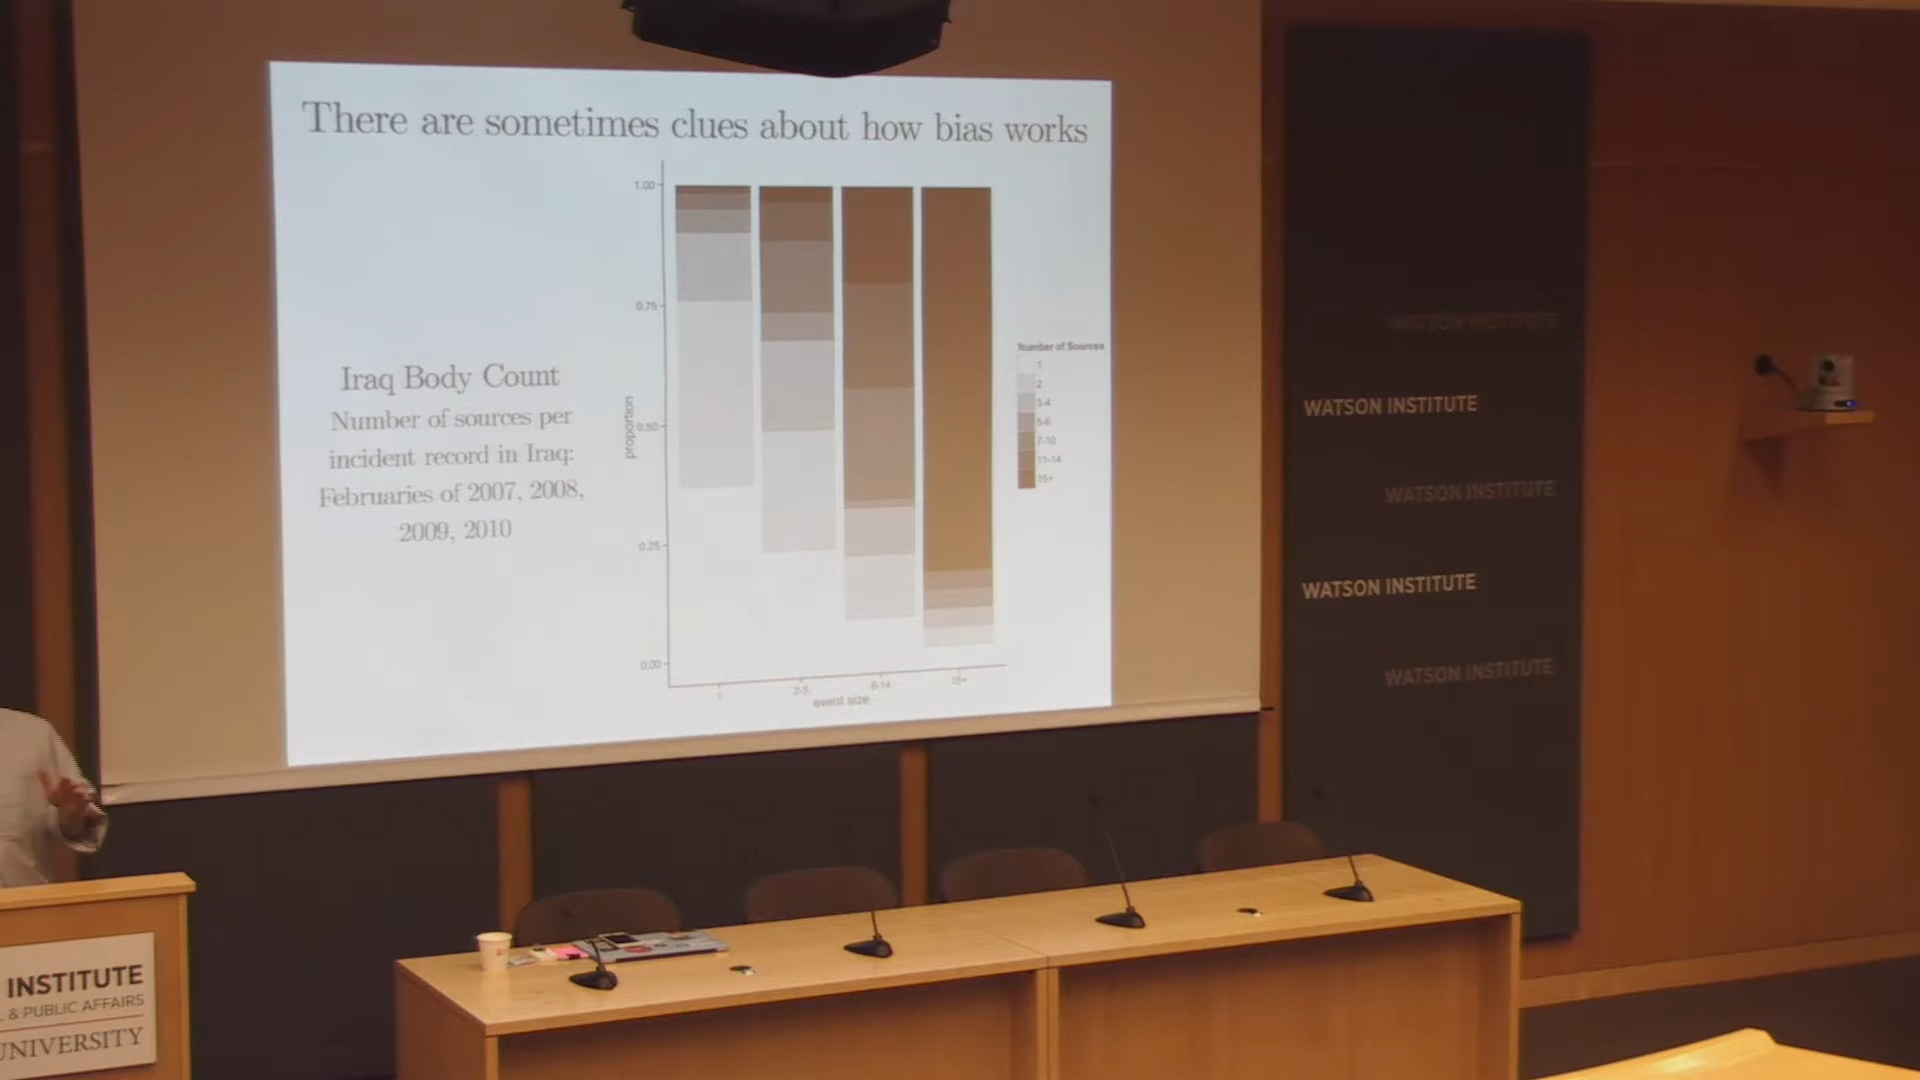 There are sometimes clues about how bias works
Iraq Body Count
Number of sources per
incident record in Iraq:
Februaries of 2007, 2008,
2009, 2010
proportion
1.00
0.75
0.50
0.25
0.00
1
2-5
6-14
15+
event size
Number of Sources
1
2
3-4
5-6
7-10
11-14
15+
WATSON INSTITUTE
WATSON INSTITUTE
WATSON INSTITUTE
WATSON INSTITUTE
WATSON INSTITUTE
INSTITUTE
& PUBLIC AFFAIRS
UNIVERSITY